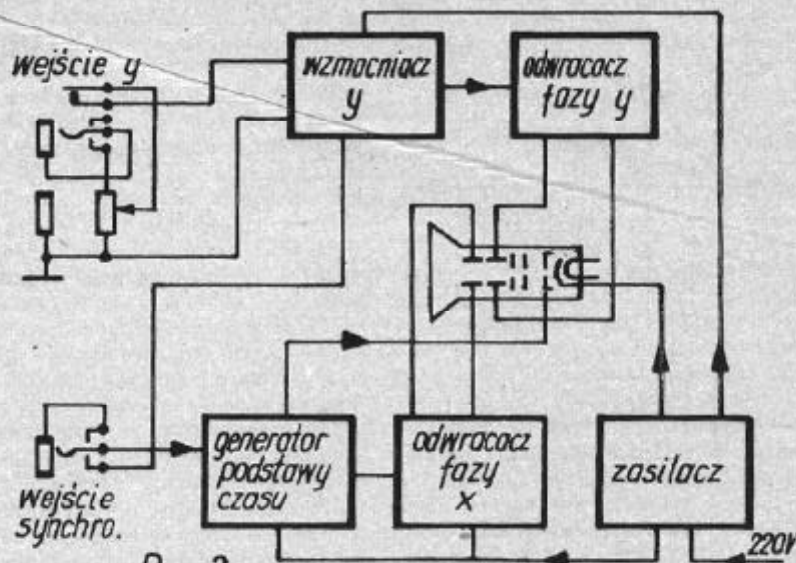 wejście y
wzmacniacz
y
odwracacz
fazy y
generator
podstawy
czasu
odwracacz
fazy
x
zasilacz
wejście
synchro.
220V